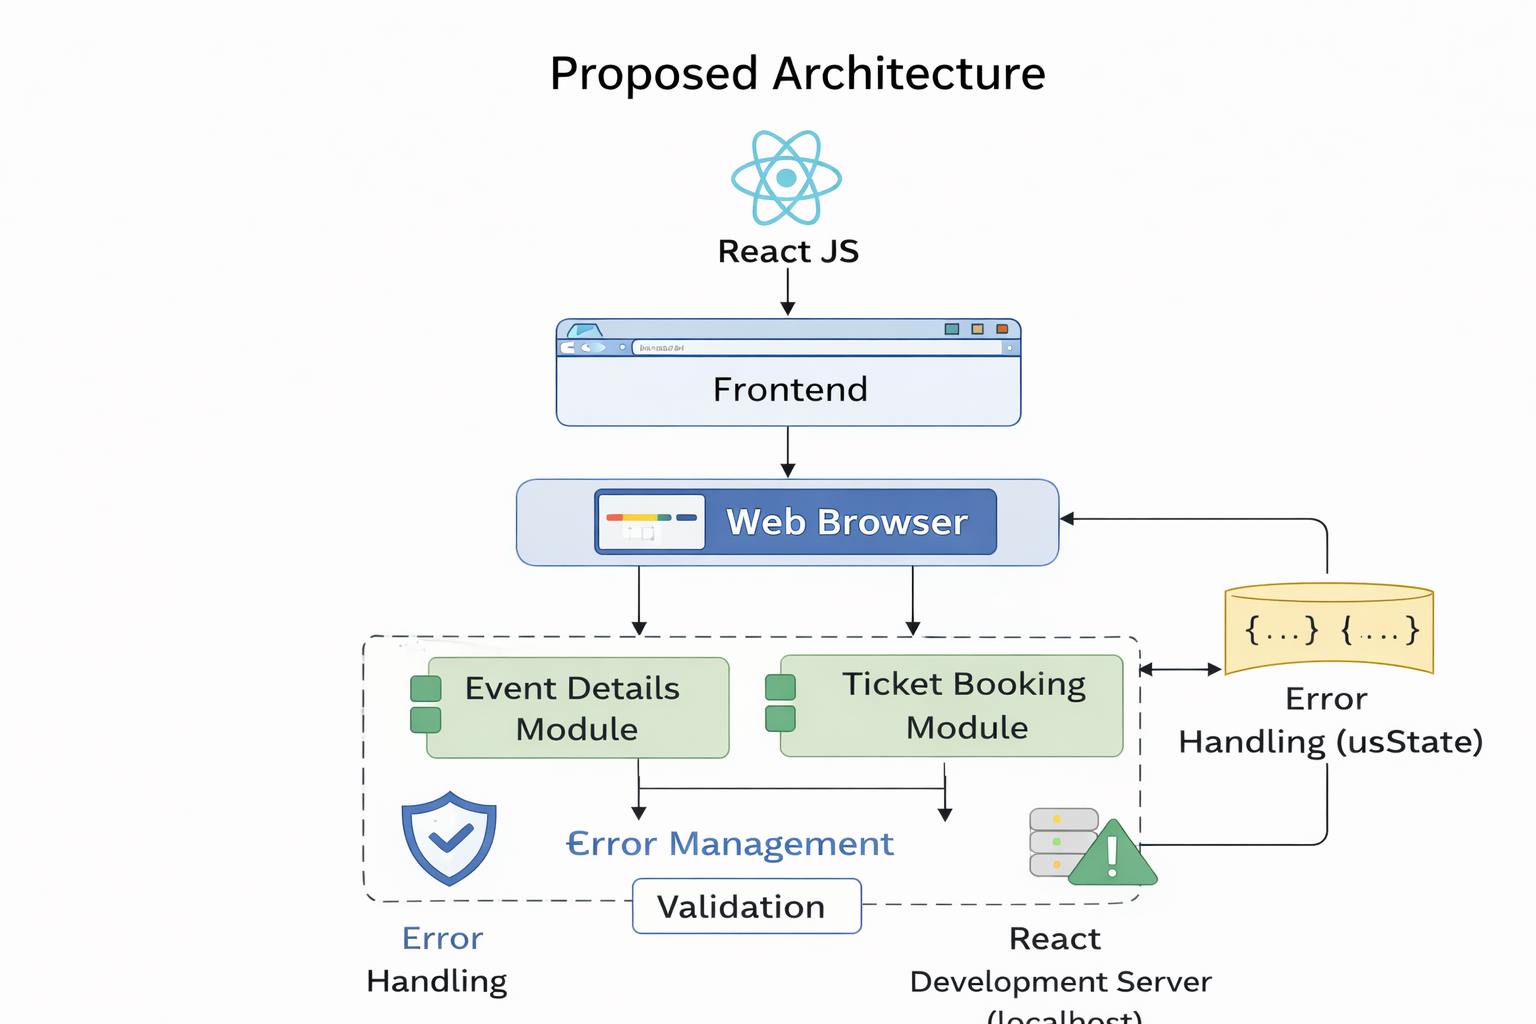 Proposed Architecture
React JS
Frontend
Web Browser
Event Details
Module
Ticket Booking
Module
{...} {....}
Error
Handling (usState)
Error Management
Validation
Error
Handling
React
Development Server
(localhost)